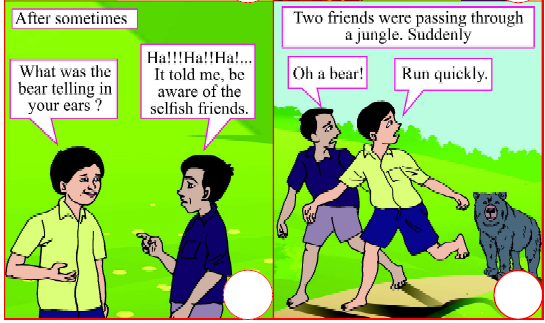 After sometimes
What was the
bear telling in
your ears ?
Ha!!!Ha!!Ha!...
It told me, be
aware of the
selfish friends.
Two friends were passing through
a jungle. Suddenly
Oh a bear!
Run quickly.